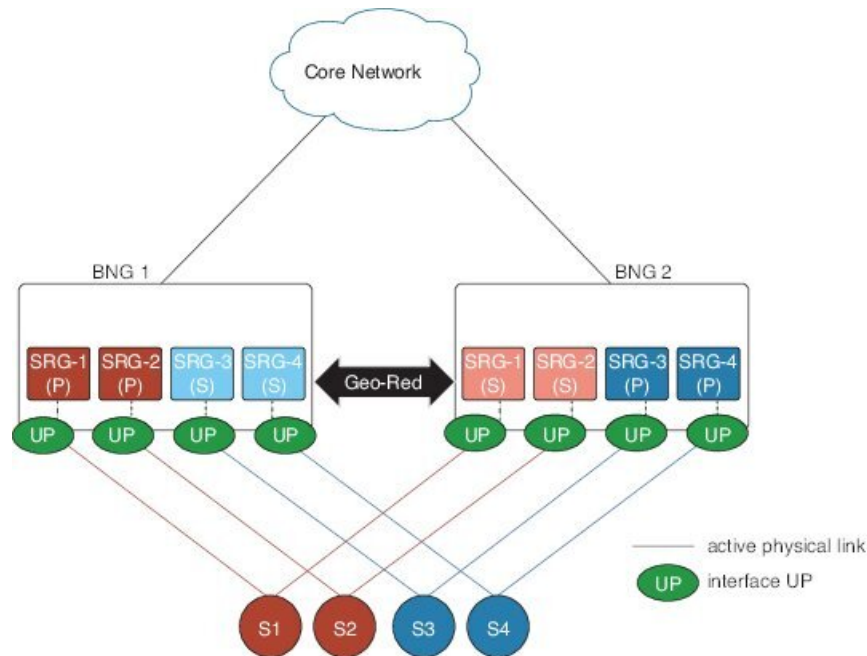 Core Network
BNG 1
BNG 2
SRG-1
(P)
SRG-2
(P)
SRG-3
(S)
SRG-4
(S)
Geo-Red
SRG-1
(S)
SRG-2
(S)
SRG-3
(P)
SRG-4
(P)
UP
UP
UP
UP
UP
UP
UP
UP
active physical link
UP
interface UP
S1
S2
S3
S4